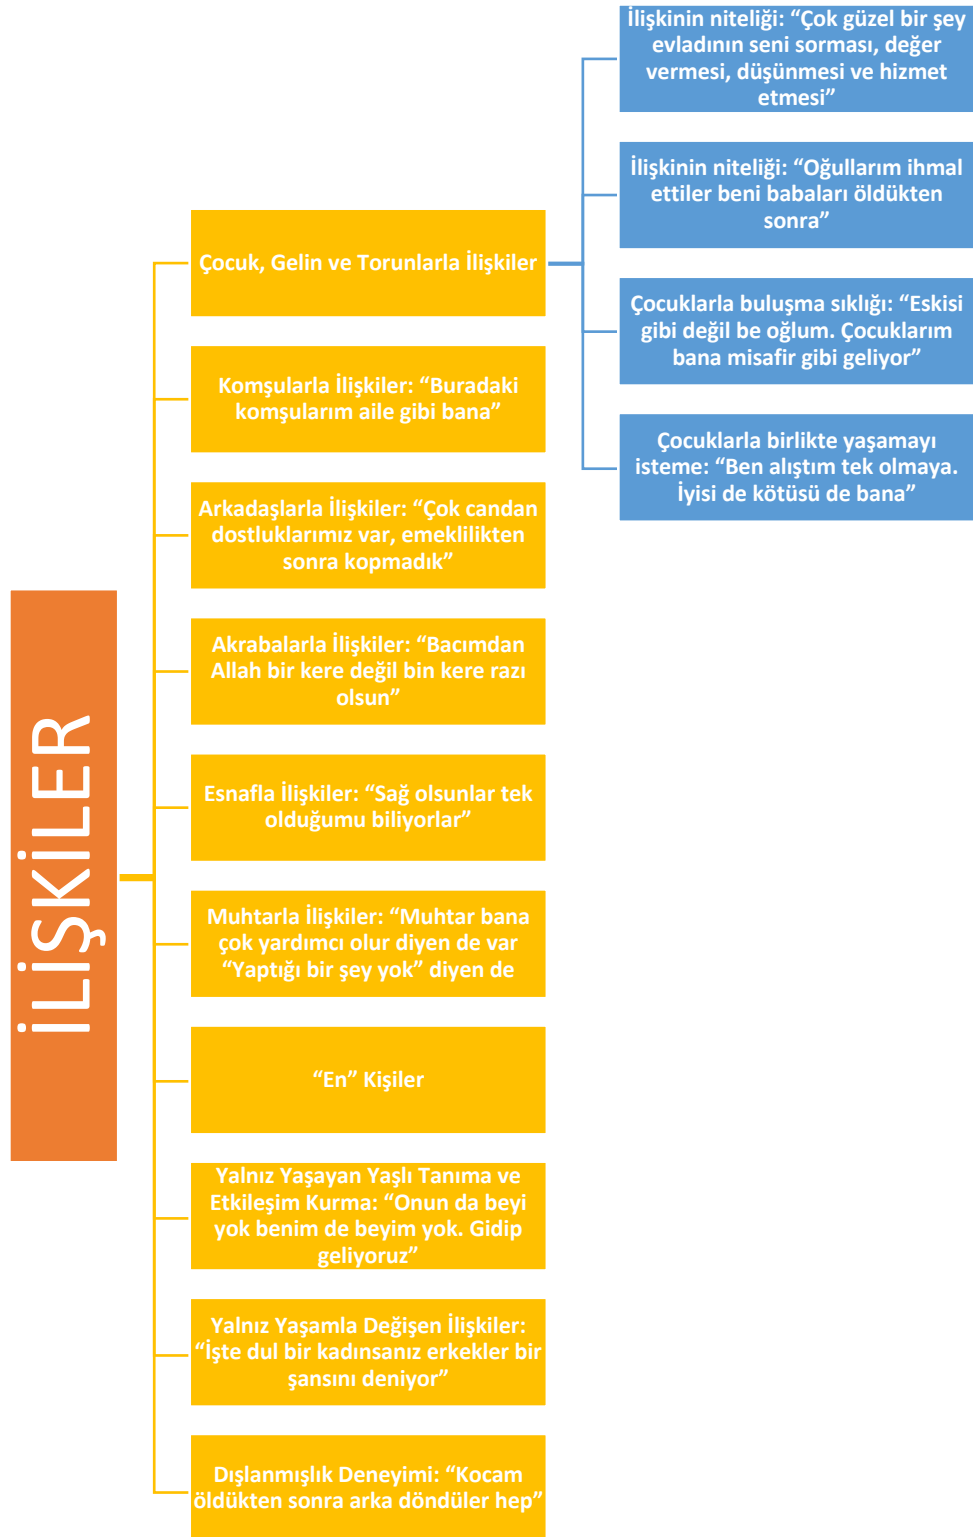 İLİŞKİLER
Çocuk, Gelin ve Torunlarla İlişkiler
İlişkinin niteliği: “Çok güzel bir şey
evladının seni sorması, değer
vermesi, düşünmesi ve hizmet
etmesi”
İlişkinin niteliği: “Oğullarım ihmal
ettiler beni babaları öldükten
sonra”
Çocuklarla buluşma sıklığı: “Eskisi
gibi değil be oğlum. Çocuklarım
bana misafir gibi geliyor”
Çocuklarla birlikte yaşamayı
isteme: “Ben alıştım tek olmaya.
İyisi de kötüsü de bana”
Komşularla İlişkiler: “Buradaki
komşularım aile gibi bana”
Arkadaşlarla İlişkiler: “Çok candan
dostluklarımız var, emeklilikten
sonra kopmadık”
Akrabalarla İlişkiler: “Bacımdan
Allah bir kere değil bin kere razı
olsun”
Esnafla İlişkiler: “Sağ olsunlar tek
olduğumu biliyorlar”
Muhtarla İlişkiler: “Muhtar bana
çok yardımcı olur diyen de var
“Yaptığı bir şey yok” diyen de
“En” Kişiler
Yalnız Yaşayan Yaşlı Tanıma ve
Etkileşim Kurma: “Onun da beyi
yok benim de beyim yok. Gidip
geliyoruz”
Yalnız Yaşamla Değişen İlişkiler:
“İşte dul bir kadınsanız erkekler bir
şansını deniyor”
Dışlanmışlık Deneyimi: “Kocam
öldükten sonra arka döndüler hep”